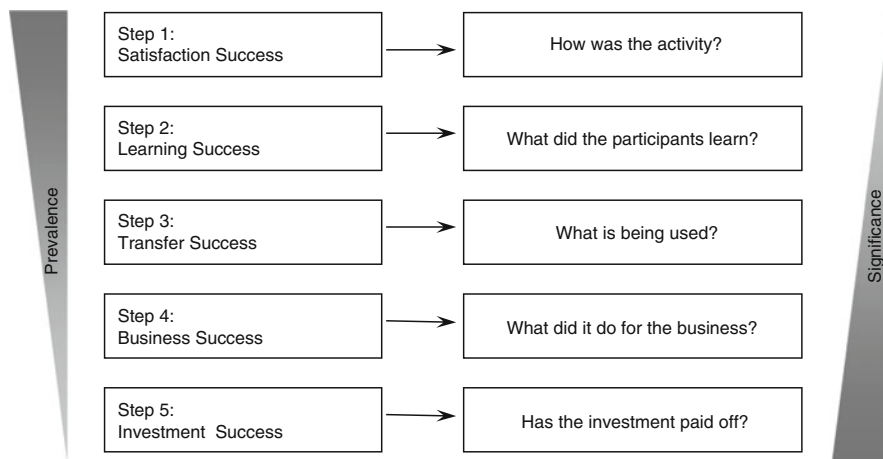 Step 1:
Satisfaction Success
How was the activity?
Step 2:
Learning Success
What did the participants learn?
Step 3:
Transfer Success
What is being used?
Step 4:
Business Success
What did it do for the business?
Step 5:
Investment Success
Has the investment paid off?
Prevalence
Significance